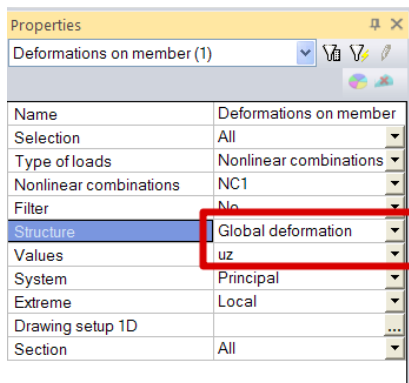 Properties
Deformations on member (1)
Name Deformations on member
Selection All
Type of loads Nonlinear combinations
Nonlinear combinations NC1
Filter No
Structure Global deformation
Values uz
System Principal
Extreme Local
Drawing setup 1D ...
Section All